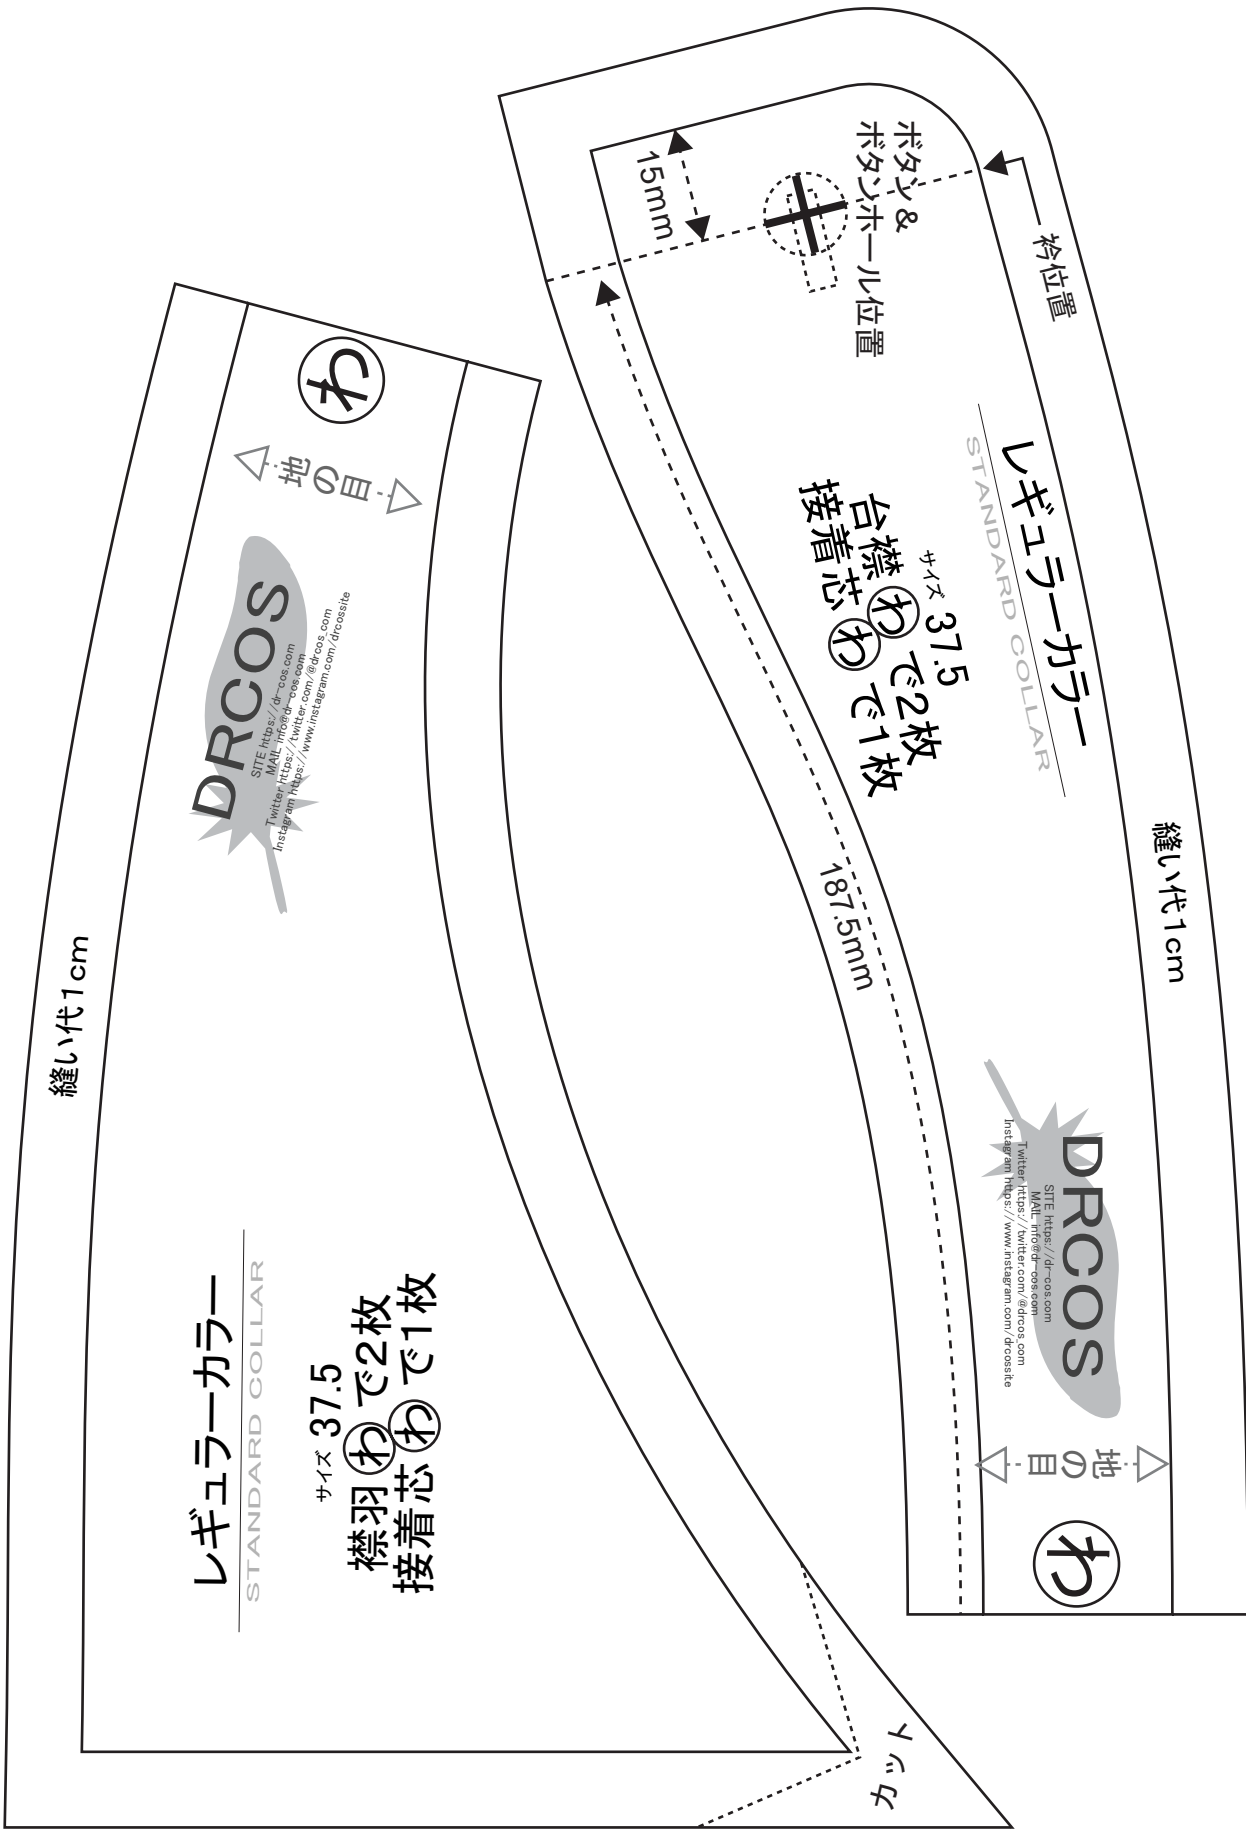 わ
地の目
DRCOS
SITE https://dr-cos.com
MAIL info@dr-cos.com
Twitter https://twitter.com/@drcos_com
Instagram https://www.instagram.com/drcossite
縫い代1cm
レギュラーカラー
STANDARD COLLAR
サイズ 37.5
襟羽わで2枚
接着芯わで1枚
カット
15mm
ボタン&
ボタンホール位置
衿位置
レギュラーカラー
STANDARD COLLAR
サイズ 37.5
台襟わで2枚
接着芯わで1枚
187.5mm
縫い代1cm
DRCOS
SITE https://dr-cos.com
MAIL info@dr-cos.com
Twitter https://twitter.com/@drcos_com
Instagram https://www.instagram.com/drcossite
地の目
わ